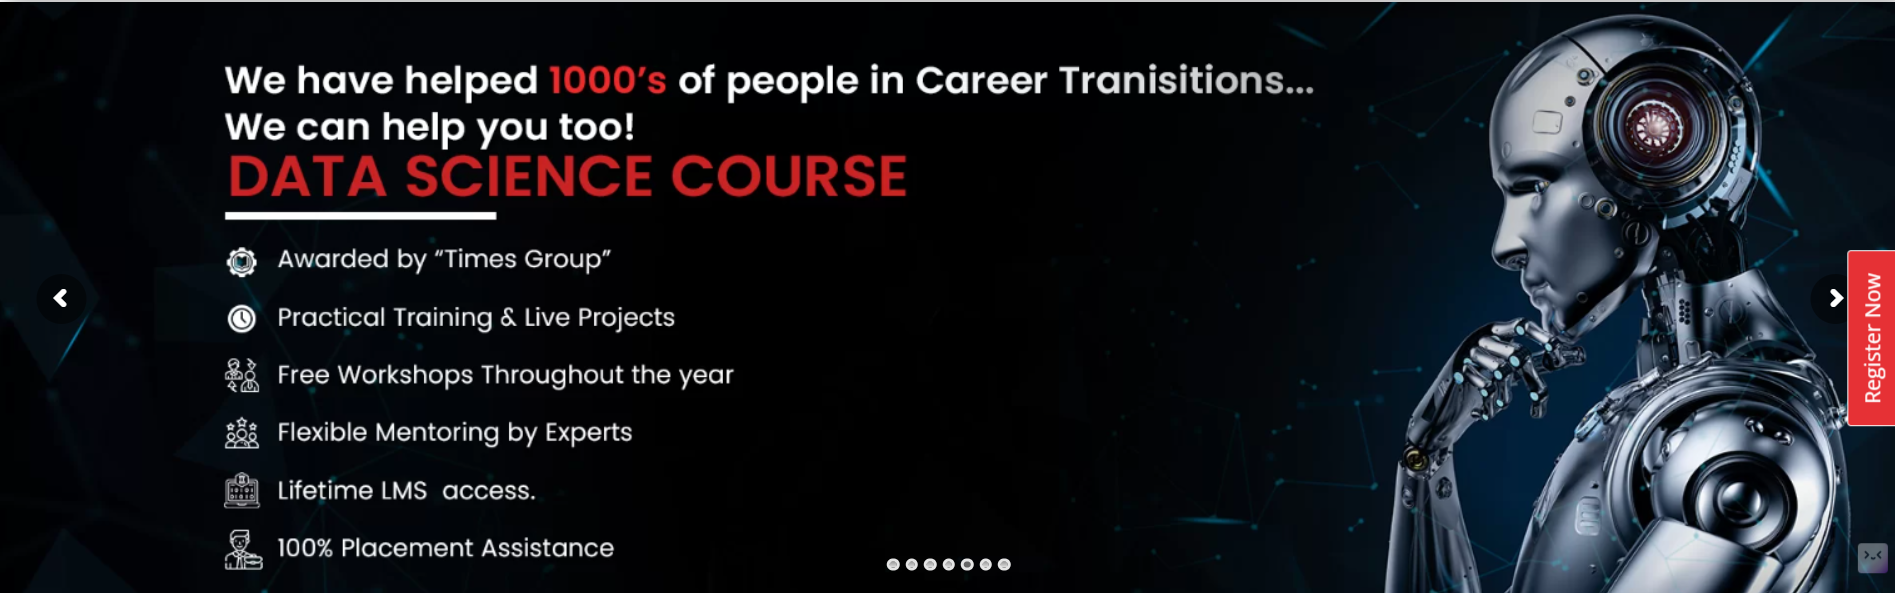 We have helped 1000's of people in Career Tranisitions...
We can help you too!
DATA SCIENCE COURSE
Awarded by “Times Group”
Practical Training & Live Projects
Free Workshops Throughout the year
Flexible Mentoring by Experts
Lifetime LMS access.
100% Placement Assistance
Register Now